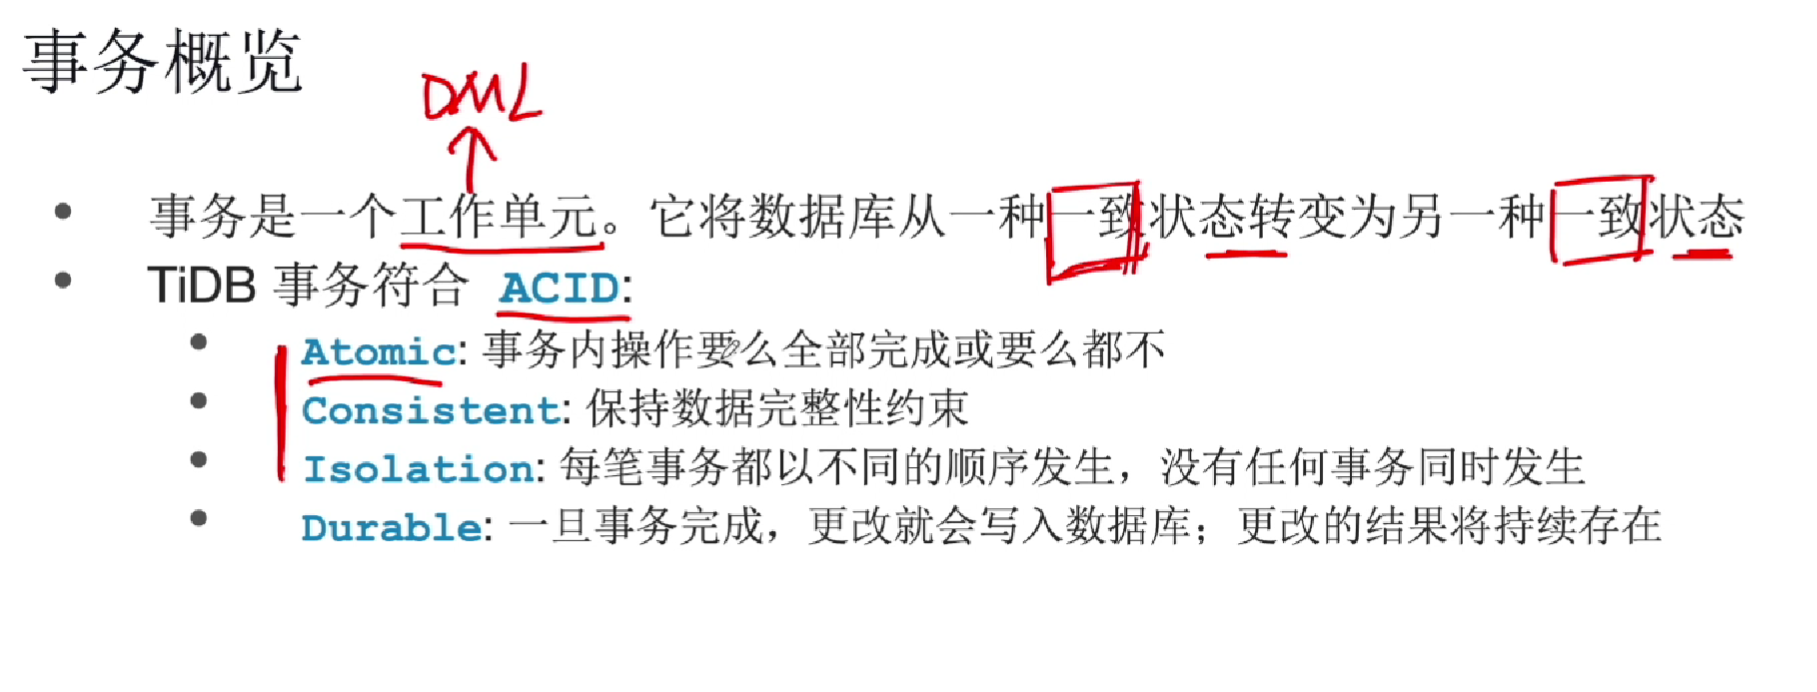 事务概览
DML
• 事务是一个工作单元。它将数据库从一种一致状态转变为另一种一致状态
• TiDB 事务符合 ACID:
• Atomic: 事务内操作要么全部完成或要么都不
• Consistent: 保持数据完整性约束
• Isolation: 每笔事务都以不同的顺序发生，没有任何事务同时发生
• Durable: 一旦事务完成，更改就会写入数据库；更改的结果将持续存在